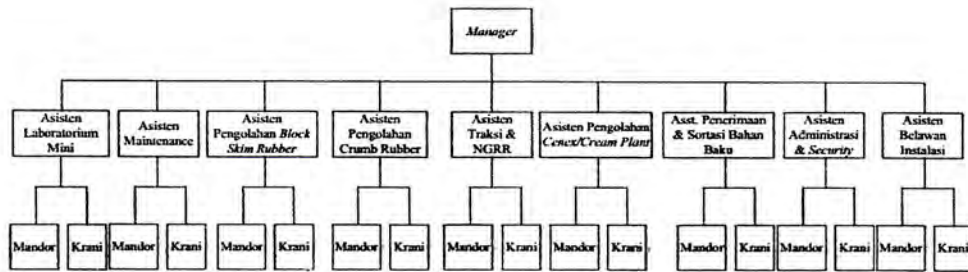 Manager
Asisten
Laboratorium
Mini
Asisten
Maintenance
Asisten
Pengolahan Block
Skim Rubber
Asisten
Pengolahan
Crumb Rubber
Asisten
Traksi &
NGRR
Asisten Pengolahan
Cenex/Cream Plant
Asst. Penerimaan
& Sortasi Bahan
Baku
Asisten
Administrasi
& Security
Asisten
Belawan
Instalasi
Mandor Krani Mandor Krani Mandor Krani Mandor Krani Mandor Krani Mandor Krani Mandor Krani Mandor Krani Mandor Krani